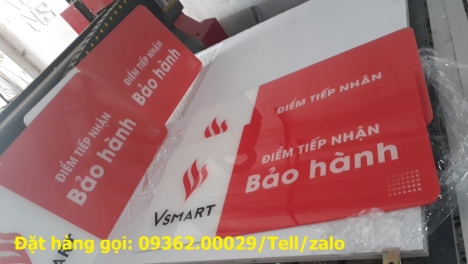 ĐIỂM TIẾP NHẬN
Bảo hành
ĐIỂM TIẾP NHẬN
Bảo hành
ĐIỂM TIẾP NHẬN
ĐIỂM TIẾP NHẬN
Bảo hành
VSMART
Đặt hàng gọi: 09362.00029/Tell/zalo